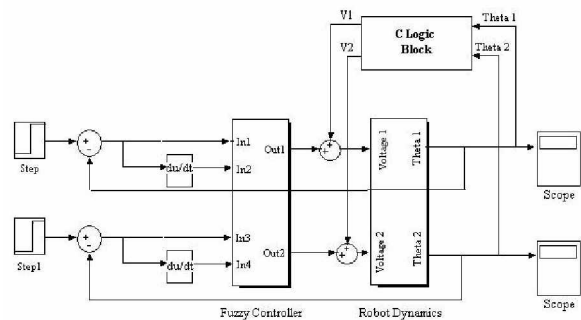 V1
V2
C Logic
Block
Theta 1
Theta 2
Step
+
-
du/dt
In1
In2
Out1
+
+
Voltage 1
Theta 1
Scope
Step1
+
-
du/dt
In3
In4
Out2
+
+
Voltage 2
Theta 2
Scope
Fuzzy Controller
Robot Dynamics